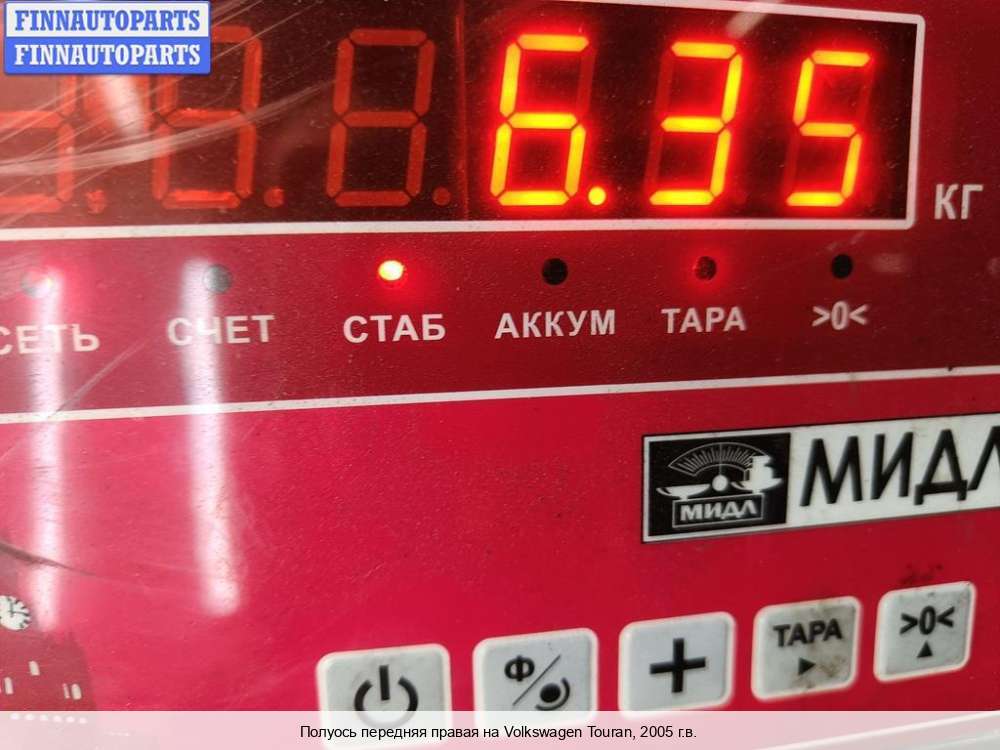 FINNAUTOPARTS
FINNAUTOPARTS
6.35
КГ
СЕТЬ СЧЕТ СТАБ АККУМ ТАРА >0<
МИДЛ
МИДЛ
Ф ТАРА >0<
Полуось передняя правая на Volkswagen Touran, 2005 г.в.